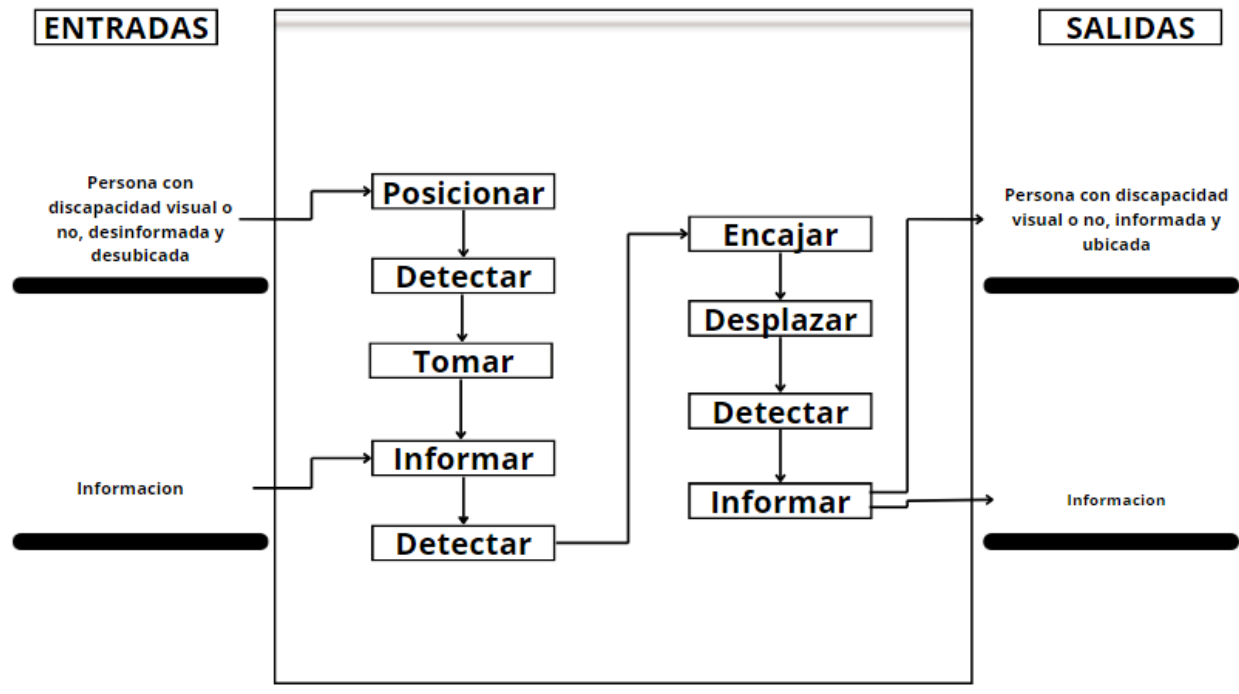 ENTRADAS
SALIDAS
Persona con
discapacidad visual o
no, desinformada y
desubicada
Informacion
Posicionar
Detectar
Tomar
Informar
Detectar
Encajar
Desplazar
Detectar
Informar
Persona con discapacidad
visual o no, informada y
ubicada
Informacion